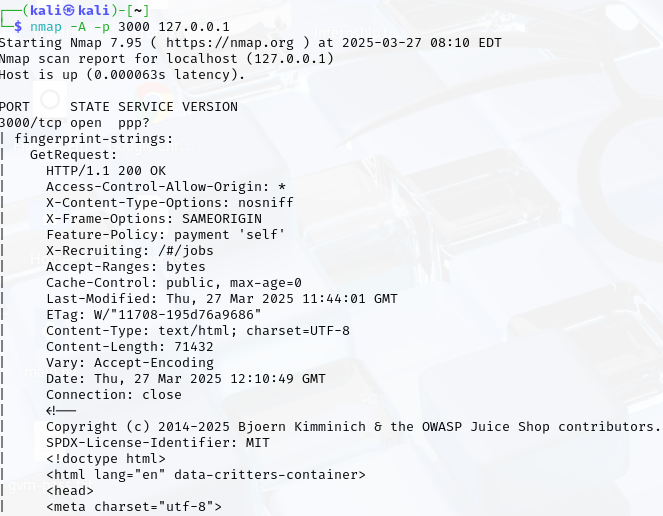 ┌──(kali㉿kali)-[~]
└─$ nmap -A -p 3000 127.0.0.1
Starting Nmap 7.95 ( https://nmap.org ) at 2025-03-27 08:10 EDT
Nmap scan report for localhost (127.0.0.1)
Host is up (0.000063s latency).

PORT     STATE SERVICE VERSION
3000/tcp open  ppp?
| fingerprint-strings:
|   GetRequest:
|     HTTP/1.1 200 OK
|     Access-Control-Allow-Origin: *
|     X-Content-Type-Options: nosniff
|     X-Frame-Options: SAMEORIGIN
|     Feature-Policy: payment 'self'
|     X-Recruiting: /#/jobs
|     Accept-Ranges: bytes
|     Cache-Control: public, max-age=0
|     Last-Modified: Thu, 27 Mar 2025 11:44:01 GMT
|     ETag: W/"11708-195d76a9686"
|     Content-Type: text/html; charset=UTF-8
|     Content-Length: 71432
|     Vary: Accept-Encoding
|     Date: Thu, 27 Mar 2025 12:10:49 GMT
|     Connection: close
|     <!--
|     Copyright (c) 2014-2025 Bjoern Kimminich & the OWASP Juice Shop contributors.
|     SPDX-License-Identifier: MIT
|     <!doctype html>
|     <html lang="en" data-critters-container>
|     <head>
|     <meta charset="utf-8">